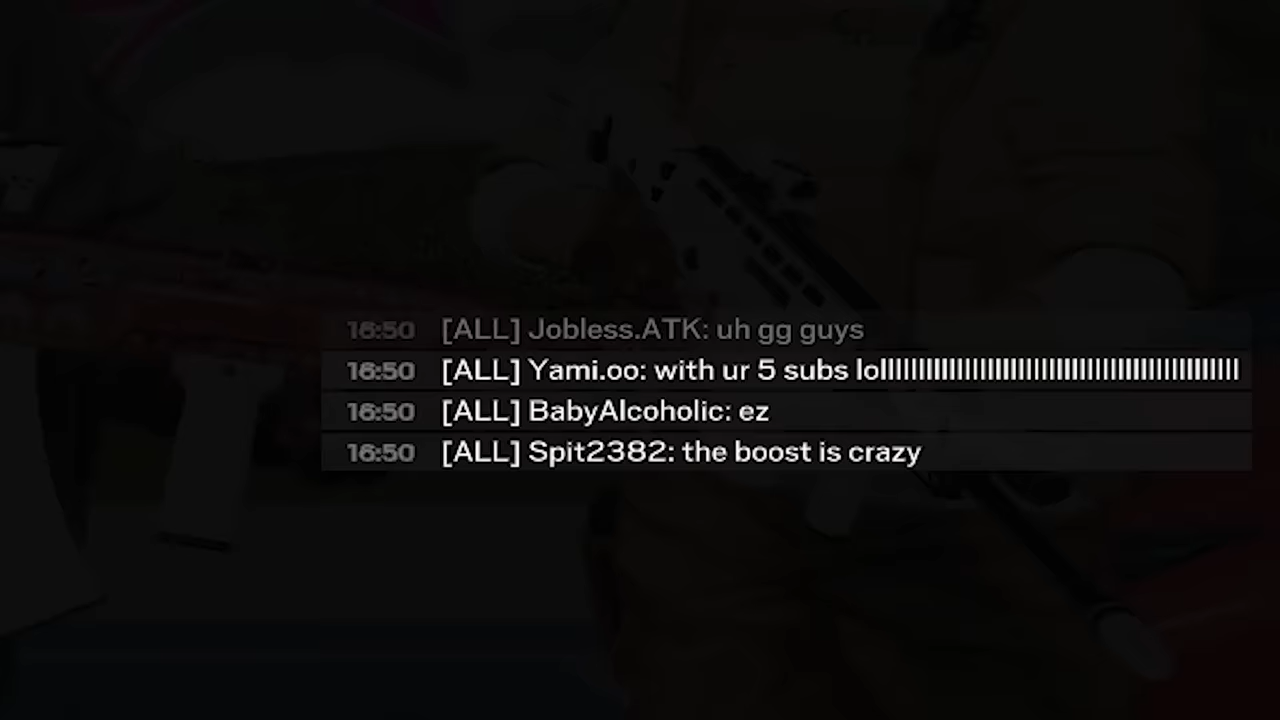 16:50 [ALL] Jobless.ATK: uh gg guys
16:50 [ALL] Yami.oo: with ur 5 subs lolllllllllllllllllllllllllllllllllllllllllllllllll
16:50 [ALL] BabyAlcoholic: ez
16:50 [ALL] Spit2382: the boost is crazy